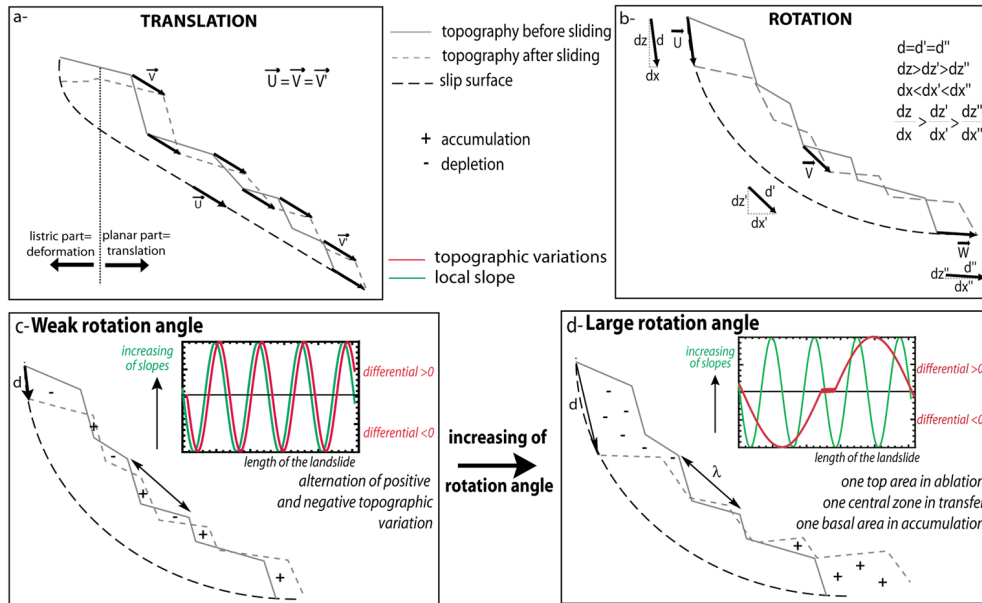 a-
TRANSLATION
V
U = V = V'
U
V'
listric part=
deformation
planar part=
translation
topography before sliding
topography after sliding
slip surface
+ accumulation
- depletion
topographic variations
local slope
b-
ROTATION
dz d
dx
U
d=d'=d''
dz>dz'>dz''
dx<dx'<dx''
dz/dx > dz'/dx' > dz''/dx''
V
dz' d'
dx'
W
dz'' d''
dx''
c- Weak rotation angle
increasing
of slopes
differential >0
differential <0
length of the landslide
d
- + - + - + +
alternation of positive
and negative topographic
variation
increasing of
rotation angle
d- Large rotation angle
increasing
of slopes
differential >0
differential <0
length of the landslide
d
- - - - - -
λ
one top area in ablation
one central zone in transfer
one basal area in accumulation
+ + + + +